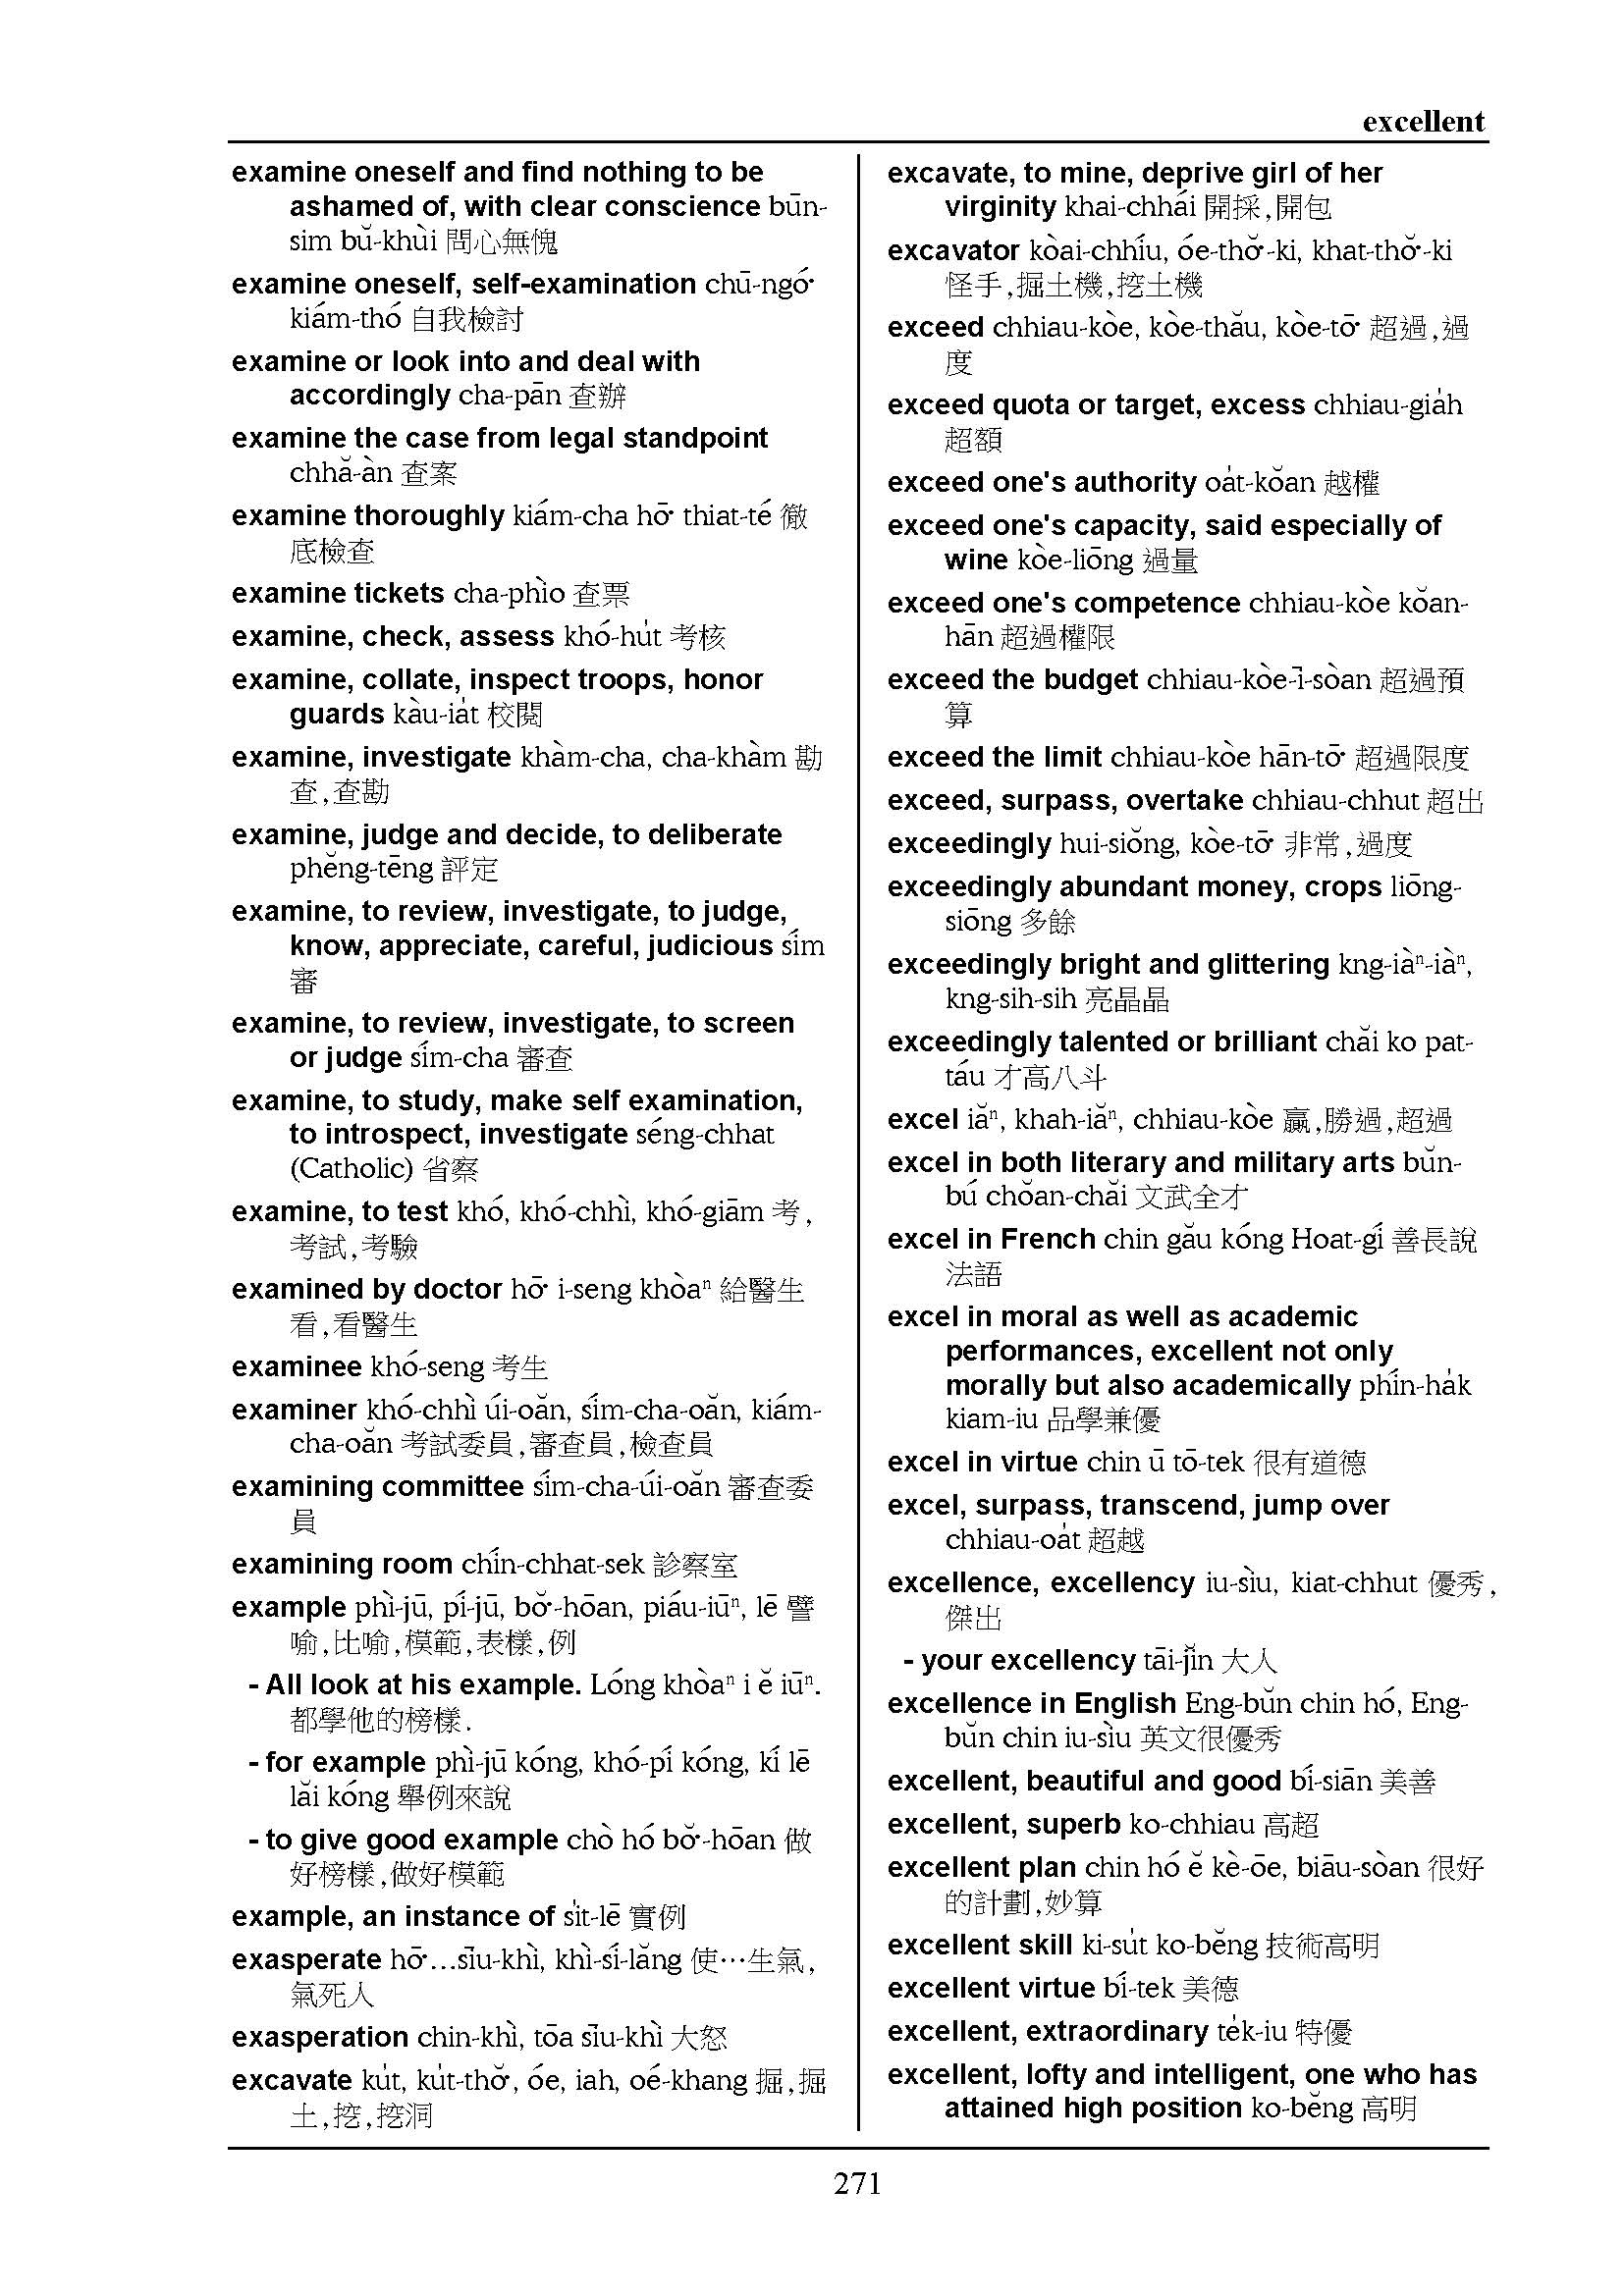 excellent
examine oneself and find nothing to be
ashamed of, with clear conscience būn-
sim bŭ-khùi 問心無愧
examine oneself, self-examination chū-ngó͘
kiám-thó 自我檢討
examine or look into and deal with
accordingly cha-pān 查辦
examine the case from legal standpoint
chhă-àn 查案
examine thoroughly kiám-cha hō͘ thiat-té 徹
底檢查
examine tickets cha-phìo 查票
examine, check, assess khó-hu̍t 考核
examine, collate, inspect troops, honor
guards kàu-ia̍t 校閱
examine, investigate khàm-cha, cha-khàm 勘
查,查勘
examine, judge and decide, to deliberate
phĕng-tēng 評定
examine, to review, investigate, to judge,
know, appreciate, careful, judicious sím
審
examine, to review, investigate, to screen
or judge sím-cha 審查
examine, to study, make self examination,
to introspect, investigate séng-chhat
(Catholic) 省察
examine, to test khó, khó-chhì, khó-giām 考,
考試,考驗
examined by doctor hō͘ i-seng khòaⁿ 給醫生
看,看醫生
examinee khó-seng 考生
examiner khó-chhì úi-oăn, sím-cha-oăn, kiám-
cha-oăn 考試委員,審查員,檢查員
examining committee sím-cha-úi-oăn 審查委
員
examining room chín-chhat-sek 診察室
example phì-jū, pí-jū, bŏ͘-hōan, piáu-iūⁿ, lē 譬
喻,比喻,模範,表樣,例
- All look at his example. Lóng khòaⁿ i ĕ iūⁿ.
都學他的榜樣.
- for example phì-jū kóng, khó-pí kóng, kí lē
lăi kóng 舉例來說
- to give good example chò hó bŏ͘-hōan 做
好榜樣,做好模範
example, an instance of si̍t-lē 實例
exasperate hō͘...sīu-khì, khì-sí-lăng 使⋯生氣,
氣死人
exasperation chin-khì, tōa sīu-khì 大怒
excavate ku̍t, ku̍t-thŏ͘, óe, iah, oé-khang 掘,掘
土,挖,挖洞
excavate, to mine, deprive girl of her
virginity khai-chhái 開採,開包
excavator kòai-chhíu, óe-thŏ͘-ki, khat-thŏ͘-ki
怪手,掘土機,挖土機
exceed chhiau-kòe, kòe-thău, kòe-tō͘ 超過,過
度
exceed quota or target, excess chhiau-gia̍h
超額
exceed one's authority oa̍t-kŏan 越權
exceed one's capacity, said especially of
wine kòe-liōng 過量
exceed one's competence chhiau-kòe kŏan-
hān 超過權限
exceed the budget chhiau-kòe-ī-sòan 超過預
算
exceed the limit chhiau-kòe hān-tō͘ 超過限度
exceed, surpass, overtake chhiau-chhut 超出
exceedingly hui-siŏng, kòe-tō͘ 非常,過度
exceedingly abundant money, crops liōng-
siōng 多餘
exceedingly bright and glittering kng-iàⁿ-iàⁿ,
kng-sih-sih 亮晶晶
exceedingly talented or brilliant chăi ko pat-
táu 才高八斗
excel iăⁿ, khah-iăⁿ, chhiau-kòe 贏,勝過,超過
excel in both literary and military arts bŭn-
bú chŏan-chăi 文武全才
excel in French chin gău kóng Hoat-gí 善長說
法語
excel in moral as well as academic
performances, excellent not only
morally but also academically phín-ha̍k
kiam-iu 品學兼優
excel in virtue chin ū tō-tek 很有道德
excel, surpass, transcend, jump over
chhiau-oa̍t 超越
excellence, excellency iu-sìu, kiat-chhut 優秀,
傑出
- your excellency tāi-jĭn 大人
excellence in English Eng-bŭn chin hó, Eng-
bŭn chin iu-sìu 英文很優秀
excellent, beautiful and good bí-siān 美善
excellent, superb ko-chhiau 高超
excellent plan chin hó ĕ kè-ōe, biāu-sòan 很好
的計劃,妙算
excellent skill ki-su̍t ko-bĕng 技術高明
excellent virtue bí-tek 美德
excellent, extraordinary te̍k-iu 特優
excellent, lofty and intelligent, one who has
attained high position ko-bĕng 高明
271